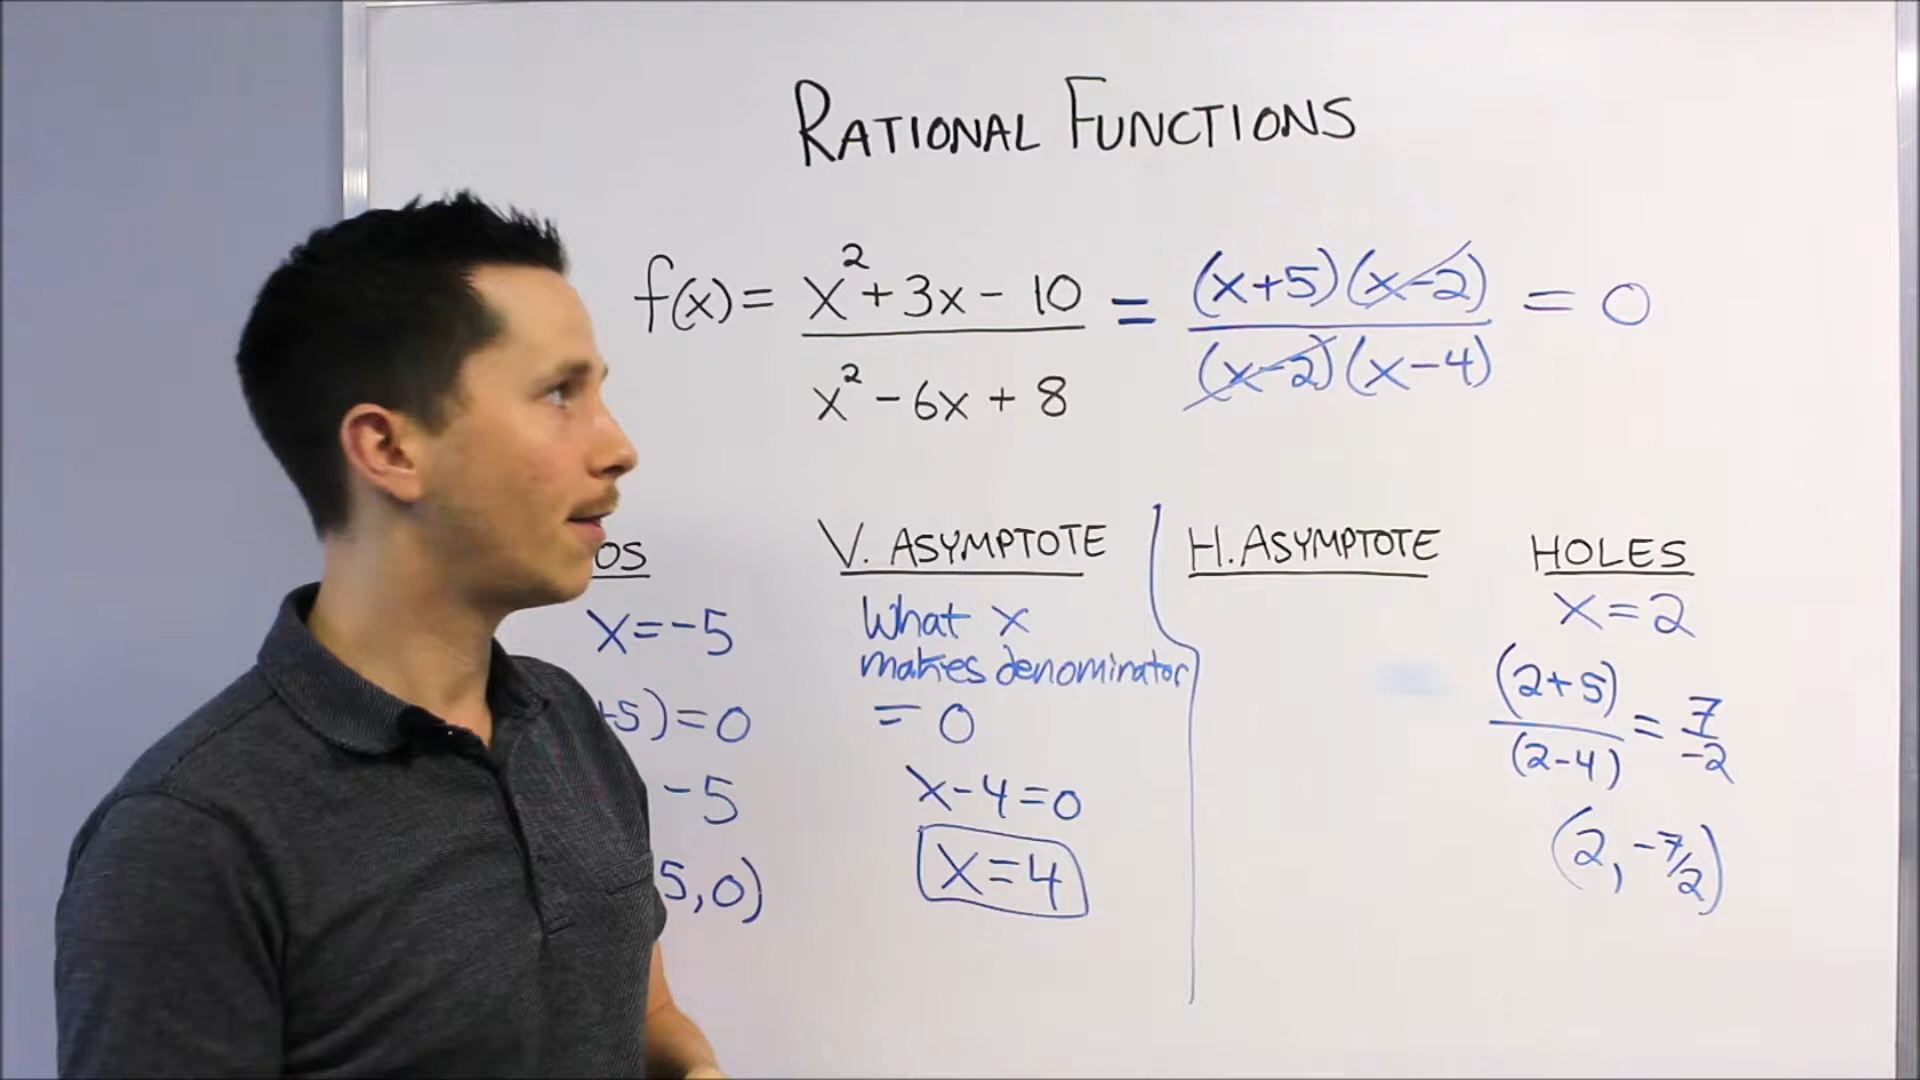 RATIONAL FUNCTIONS
f(x) = x²+3x-10 / x²-6x+8 = (x+5)(x-2) / (x-2)(x-4) = 0
OS
x=-5
+5)=0
-5
5,0)
V. ASYMPTOTE
What x
makes denominator
= 0
x-4=0
x=4
H. ASYMPTOTE
HOLES
x=2
(2+5) / (2-4) = 7 / -2
(2, -7/2)